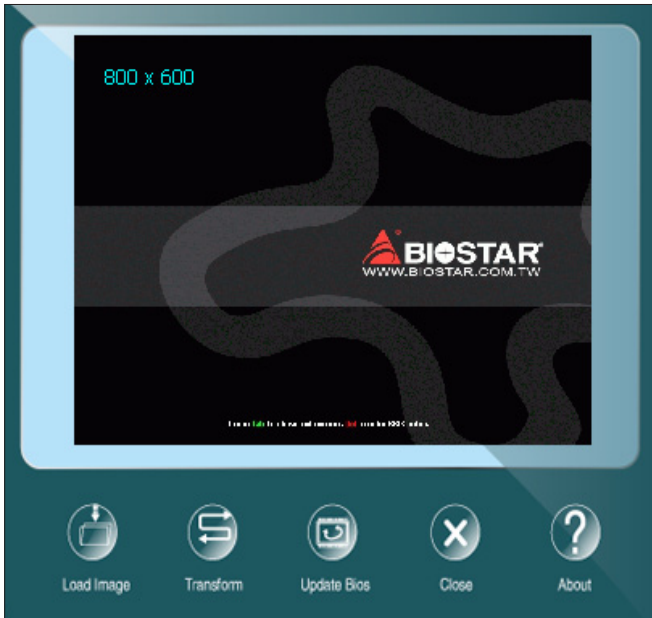 800 x 600
BIOSTAR
WWW.BIOSTAR.COM.TW
Load Image Transform Update Bios Close About